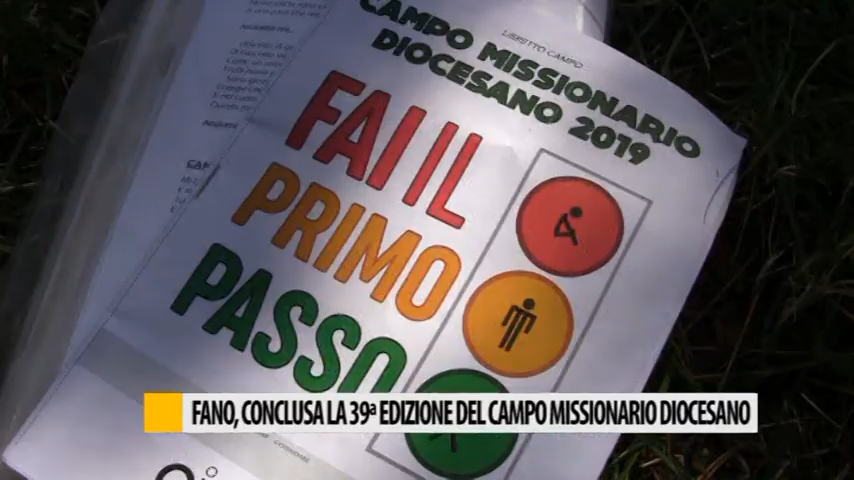 LIBRETTO CAMPO
CAMPO MISSIONARIO
DIOCESANO 2019
FAI IL
PRIMO
PASSO
FANO, CONCLUSA LA 39ª EDIZIONE DEL CAMPO MISSIONARIO DIOCESANO